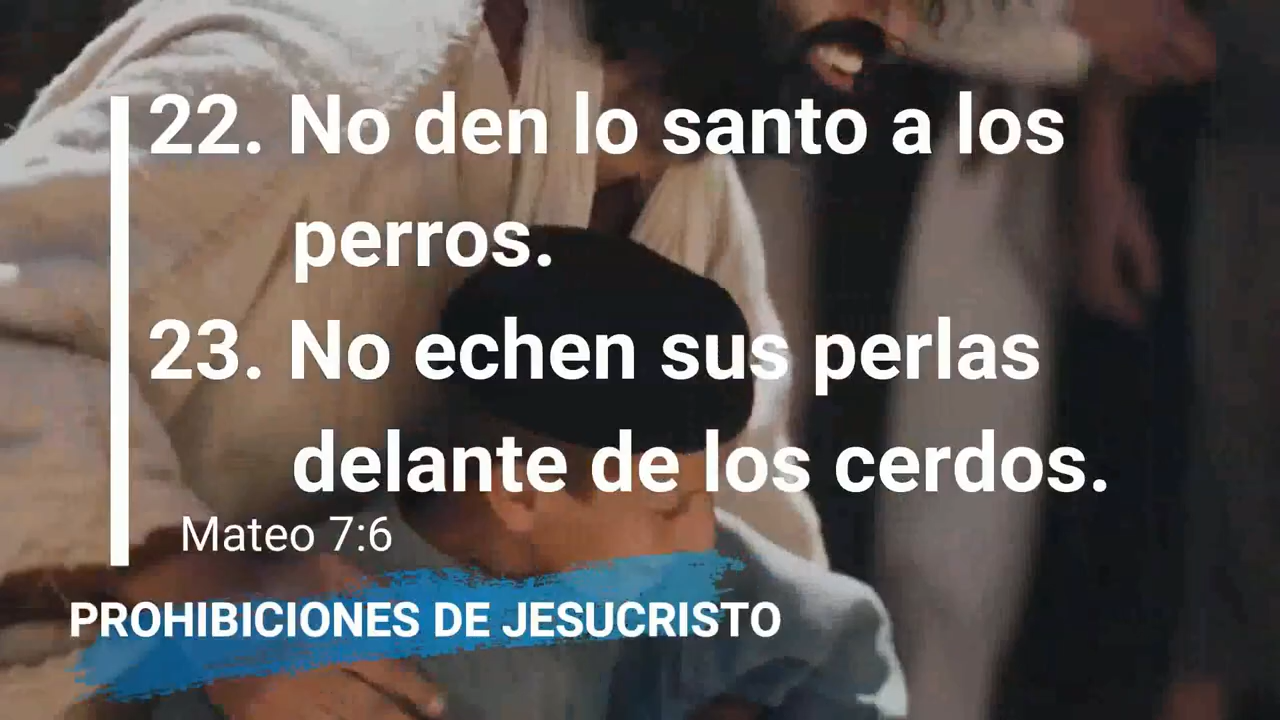 22. No den lo santo a los
perros.
23. No echen sus perlas
delante de los cerdos.
Mateo 7:6
PROHIBICIONES DE JESUCRISTO